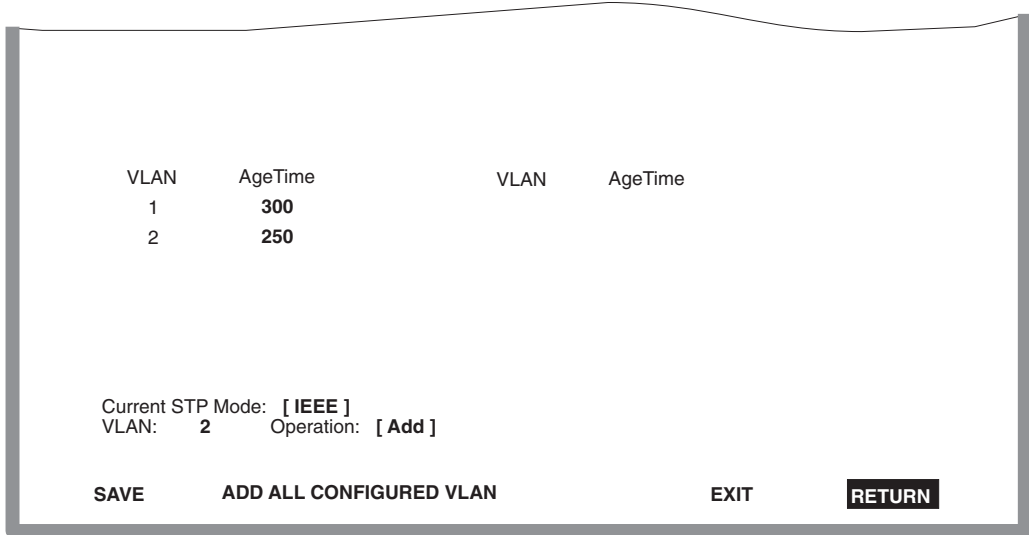 VLAN AgeTime VLAN AgeTime
1 300
2 250
Current STP Mode: [ IEEE ]
VLAN: 2 Operation: [ Add ]
SAVE ADD ALL CONFIGURED VLAN EXIT RETURN